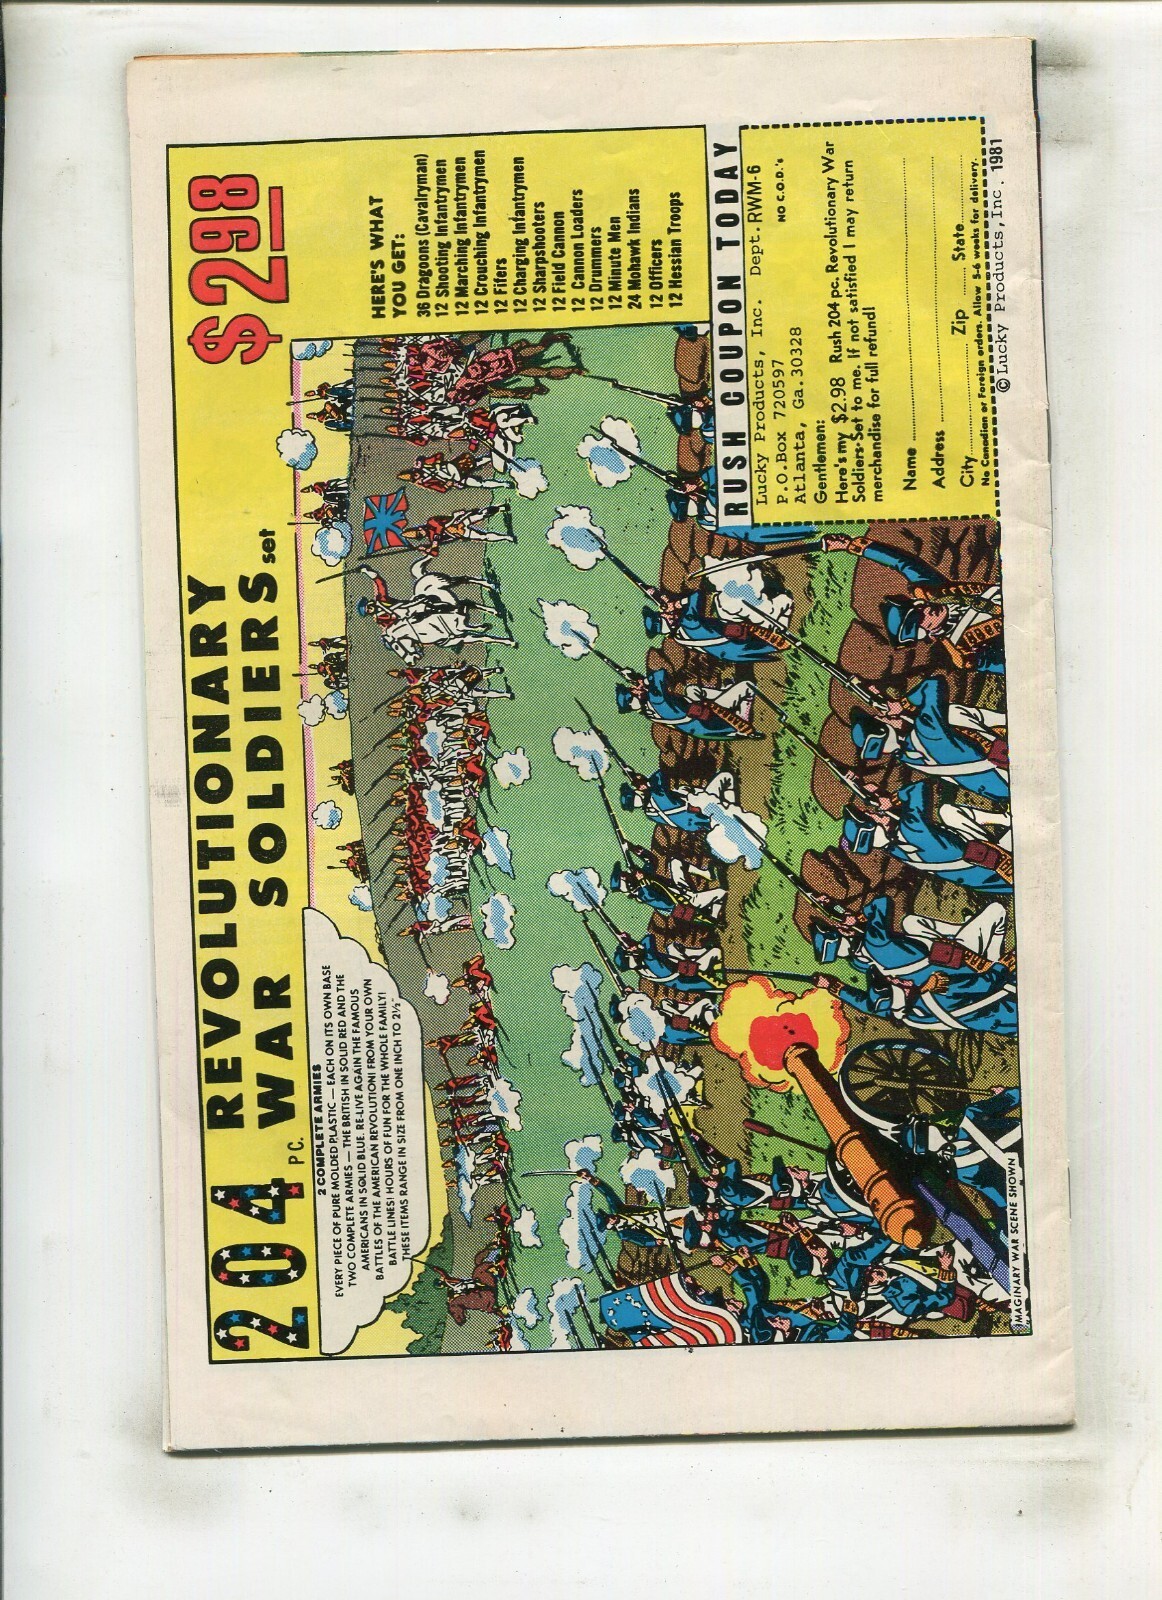 204 PC. REVOLUTIONARY
WAR SOLDIERS set
$2.98
2 COMPLETE ARMIES
EVERY PIECE OF PURE MOLDED PLASTIC — EACH ON ITS OWN BASE
TWO COMPLETE ARMIES — THE BRITISH IN SOLID RED AND THE
AMERICANS IN SOLID BLUE. RE-LIVE AGAIN THE FAMOUS
BATTLES OF THE AMERICAN REVOLUTION! FROM YOUR OWN
BATTLE LINES! HOURS OF FUN FOR THE WHOLE FAMILY!
THESE ITEMS RANGE IN SIZE FROM ONE INCH TO 2½"
HERE'S WHAT
YOU GET:
36 Dragoons (Cavalryman)
12 Shooting Infantrymen
12 Marching Infantrymen
12 Crouching Infantrymen
12 Fifers
12 Charging Infantrymen
12 Sharpshooters
12 Field Cannon
12 Cannon Loaders
12 Drummers
12 Minute Men
24 Mohawk Indians
12 Officers
12 Hessian Troops
RUSH COUPON TODAY
Lucky Products, Inc. Dept. RWM-6
P.O.Box 720597
NO C.O.D.'s
Atlanta, Ga.30328
Gentlemen:
Here's my $2.98 Rush 204 pc. Revolutionary War
Soldiers Set to me. If not satisfied I may return
merchandise for full refund!
Name
Address
City Zip State
No Canadian or Foreign orders. Allow 5-6 weeks for delivery.
© Lucky Products,Inc. 1981
IMAGINARY WAR SCENE SHOWN